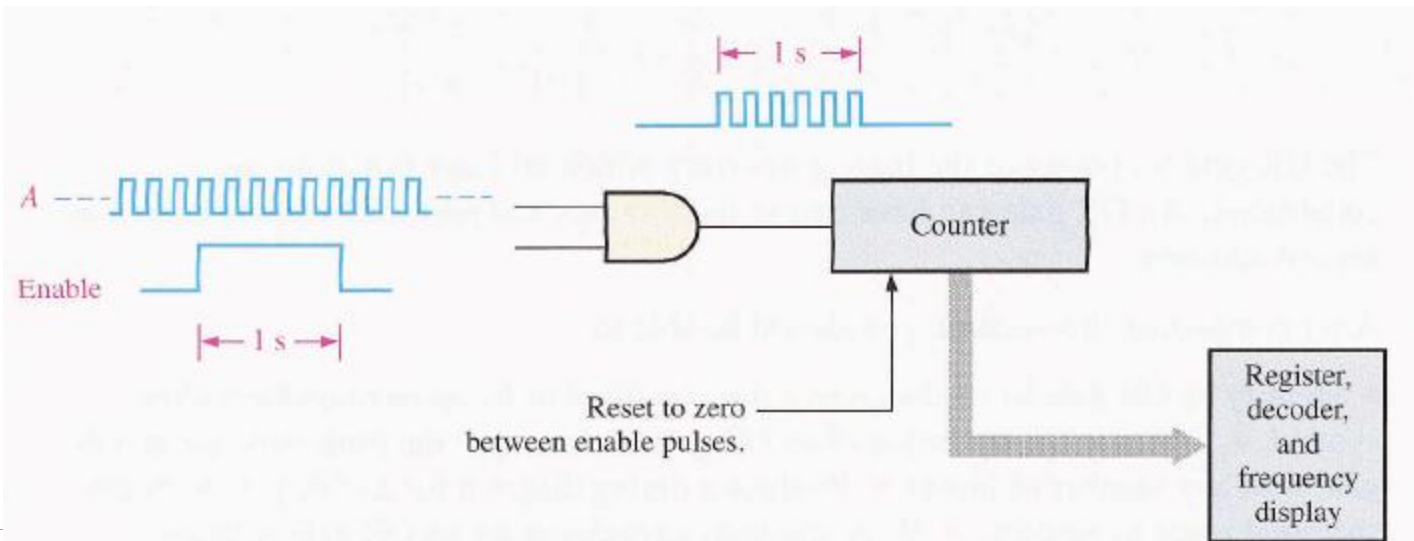 1 s
A
Enable
1 s
Counter
Reset to zero
between enable pulses.
Register,
decoder,
and
frequency
display